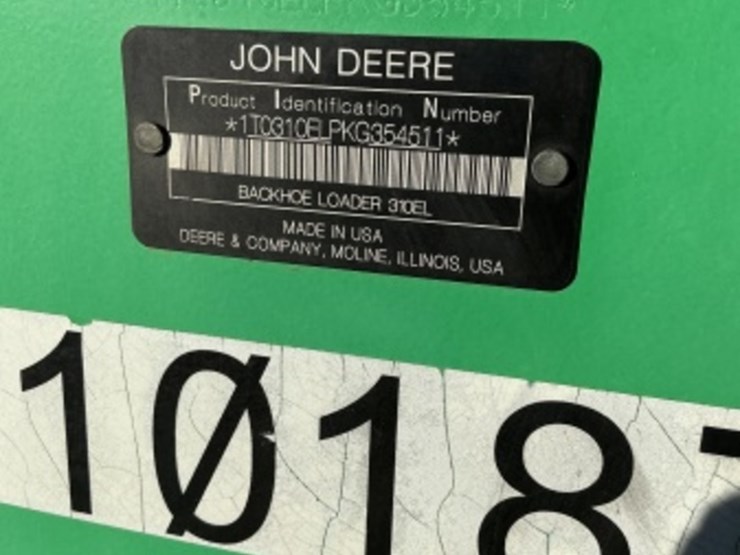 JOHN DEERE
Product Identification Number
*1T0310ELPKG354511*
BACKHOE LOADER 310EL
MADE IN USA
DEERE & COMPANY, MOLINE, ILLINOIS, USA
1Ø18